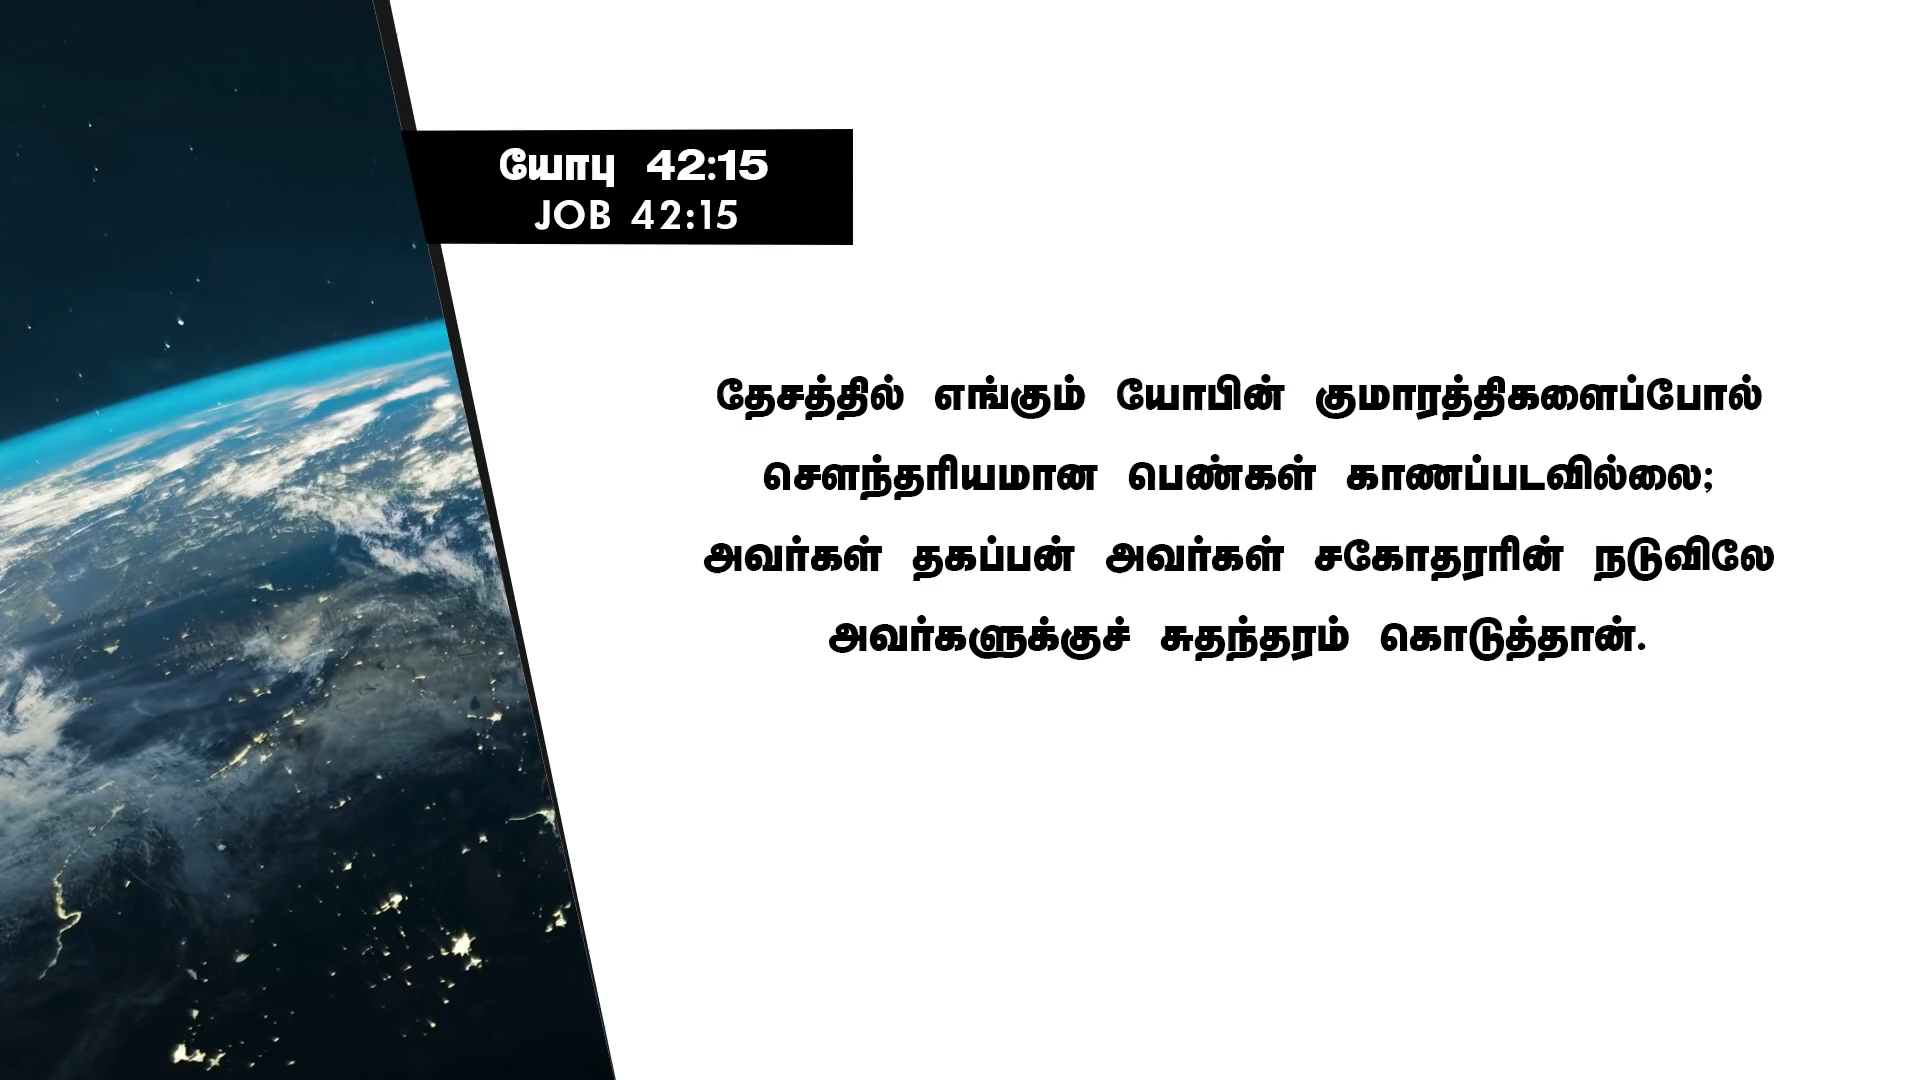 யோபு 42:15
JOB 42:15
தேசத்தில் எங்கும் யோபின் குமாரத்திகளைப்போல்
சௌந்தரியமான பெண்கள் காணப்படவில்லை;
அவர்கள் தகப்பன் அவர்கள் சகோதரரின் நடுவிலே
அவர்களுக்குச் சுதந்தரம் கொடுத்தான்.